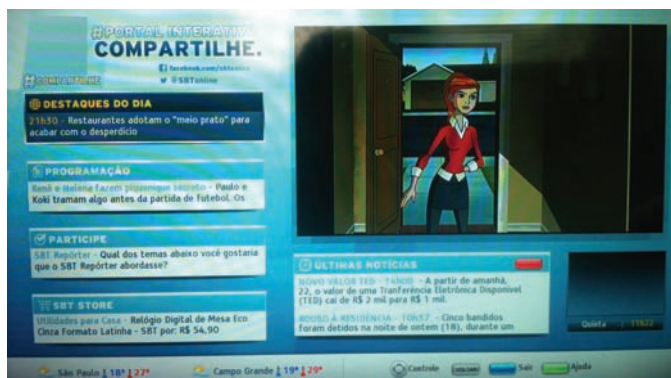 #PORTAL INTERATIV
COMPARTILHE.
facebook.com/sbtonline
@SBTonline
#COMPARTILHE
DESTAQUES DO DIA
21h30 - Restaurantes adotam o "meio prato" para
acabar com o desperdício
PROGRAMAÇÃO
Renê e Helena fazem piquenique secreto - Paulo e
Koki tramam algo antes da partida de futebol. Os
PARTICIPE
SBT Repórter - Qual dos temas abaixo você gostaria
que o SBT Repórter abordasse?
SBT STORE
Utilidades para Casa - Relógio Digital de Mesa Eco
Cinza Formato Latinha - SBT por: R$ 54,90
ÚLTIMAS NOTÍCIAS
NOVO VALOR TED - 14h00 - A partir de amanhã,
22, o valor de uma Tranferência Eletrônica Disponível
(TED) cai de R$ 2 mil para R$ 1 mil.
ROUBO À RESIDÊNCIA - 10h17 - Cinco bandidos
foram detidos na noite de ontem (18), durante um
Quinta 11h22
São Paulo 18° 27°
Campo Grande 19° 29°
Controle
Sair
Ajuda